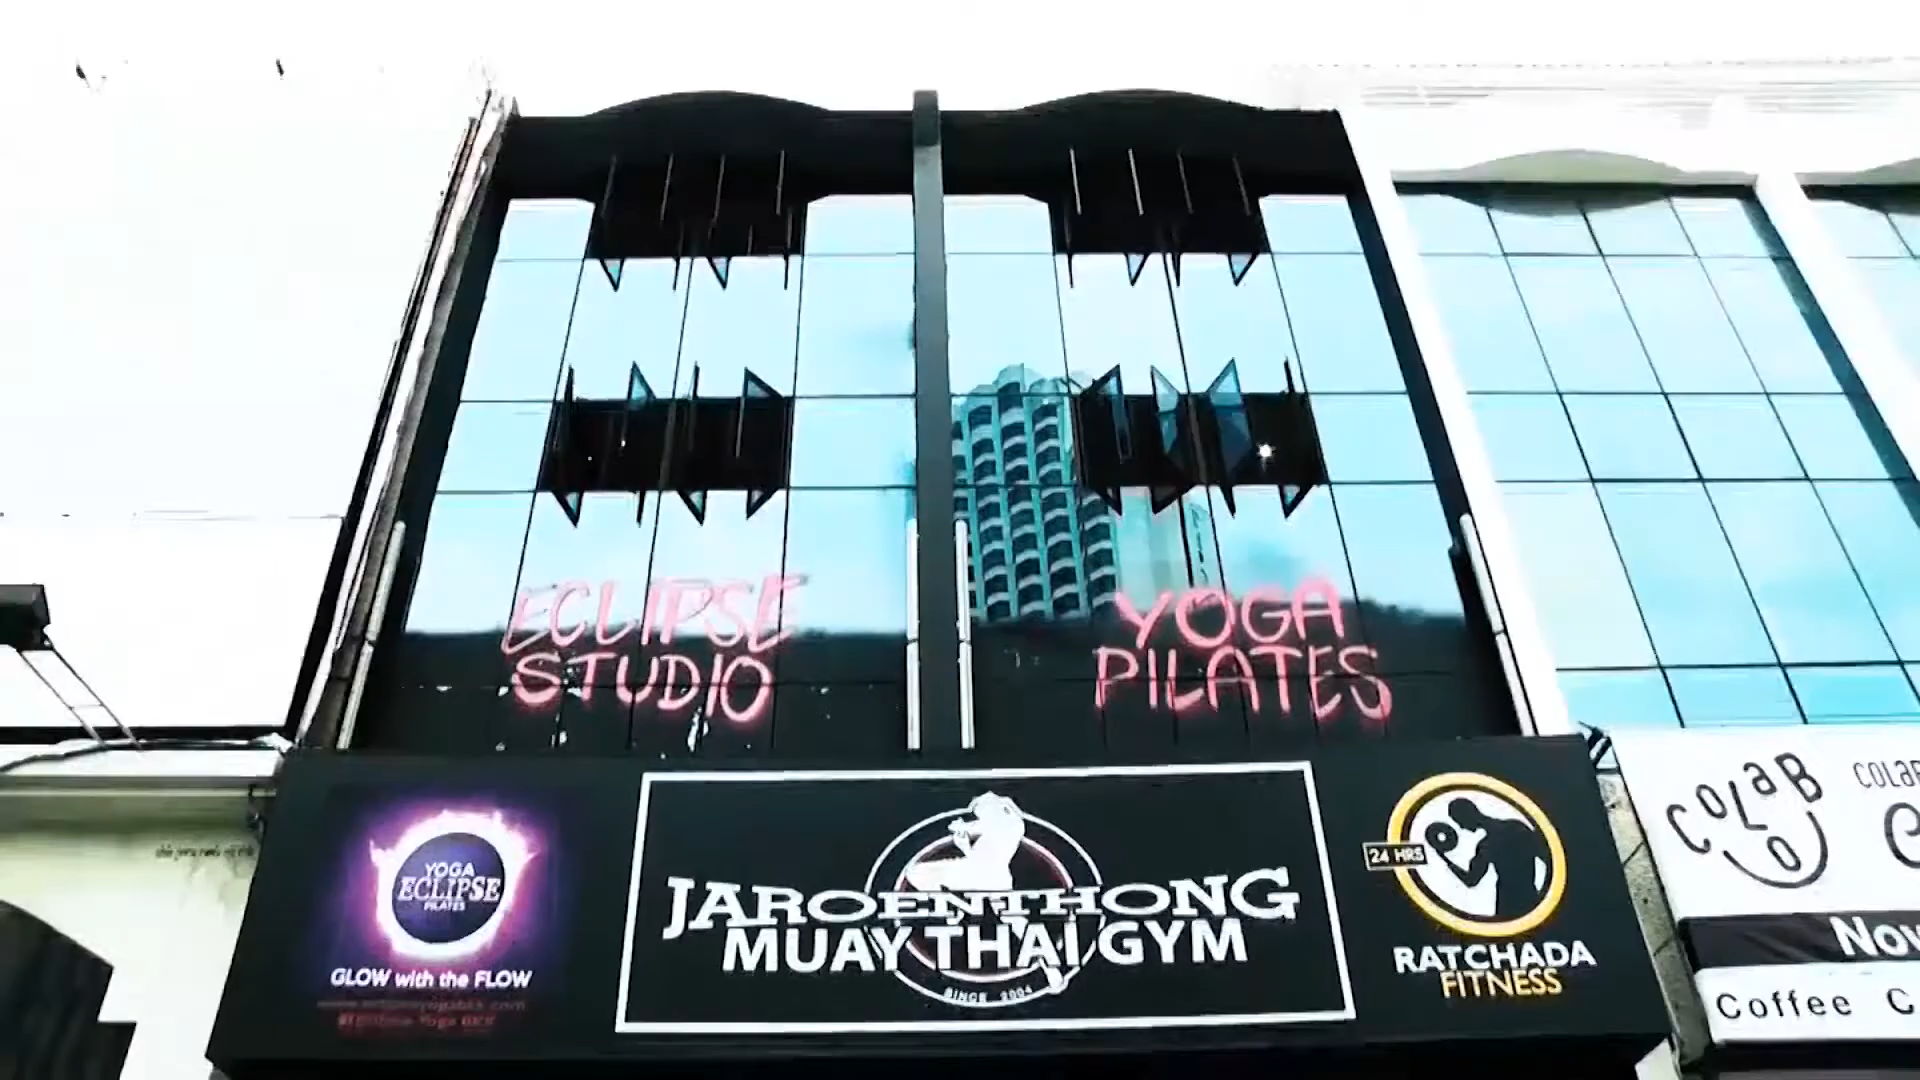 ECLIPSE
STUDIO
YOGA
PILATES
YOGA
ECLIPSE
PILATES
GLOW with the FLOW
JAROENTHONG
MUAY THAI GYM
SINCE 2004
24 HRS
RATCHADA
FITNESS
COLaBO
Coffee